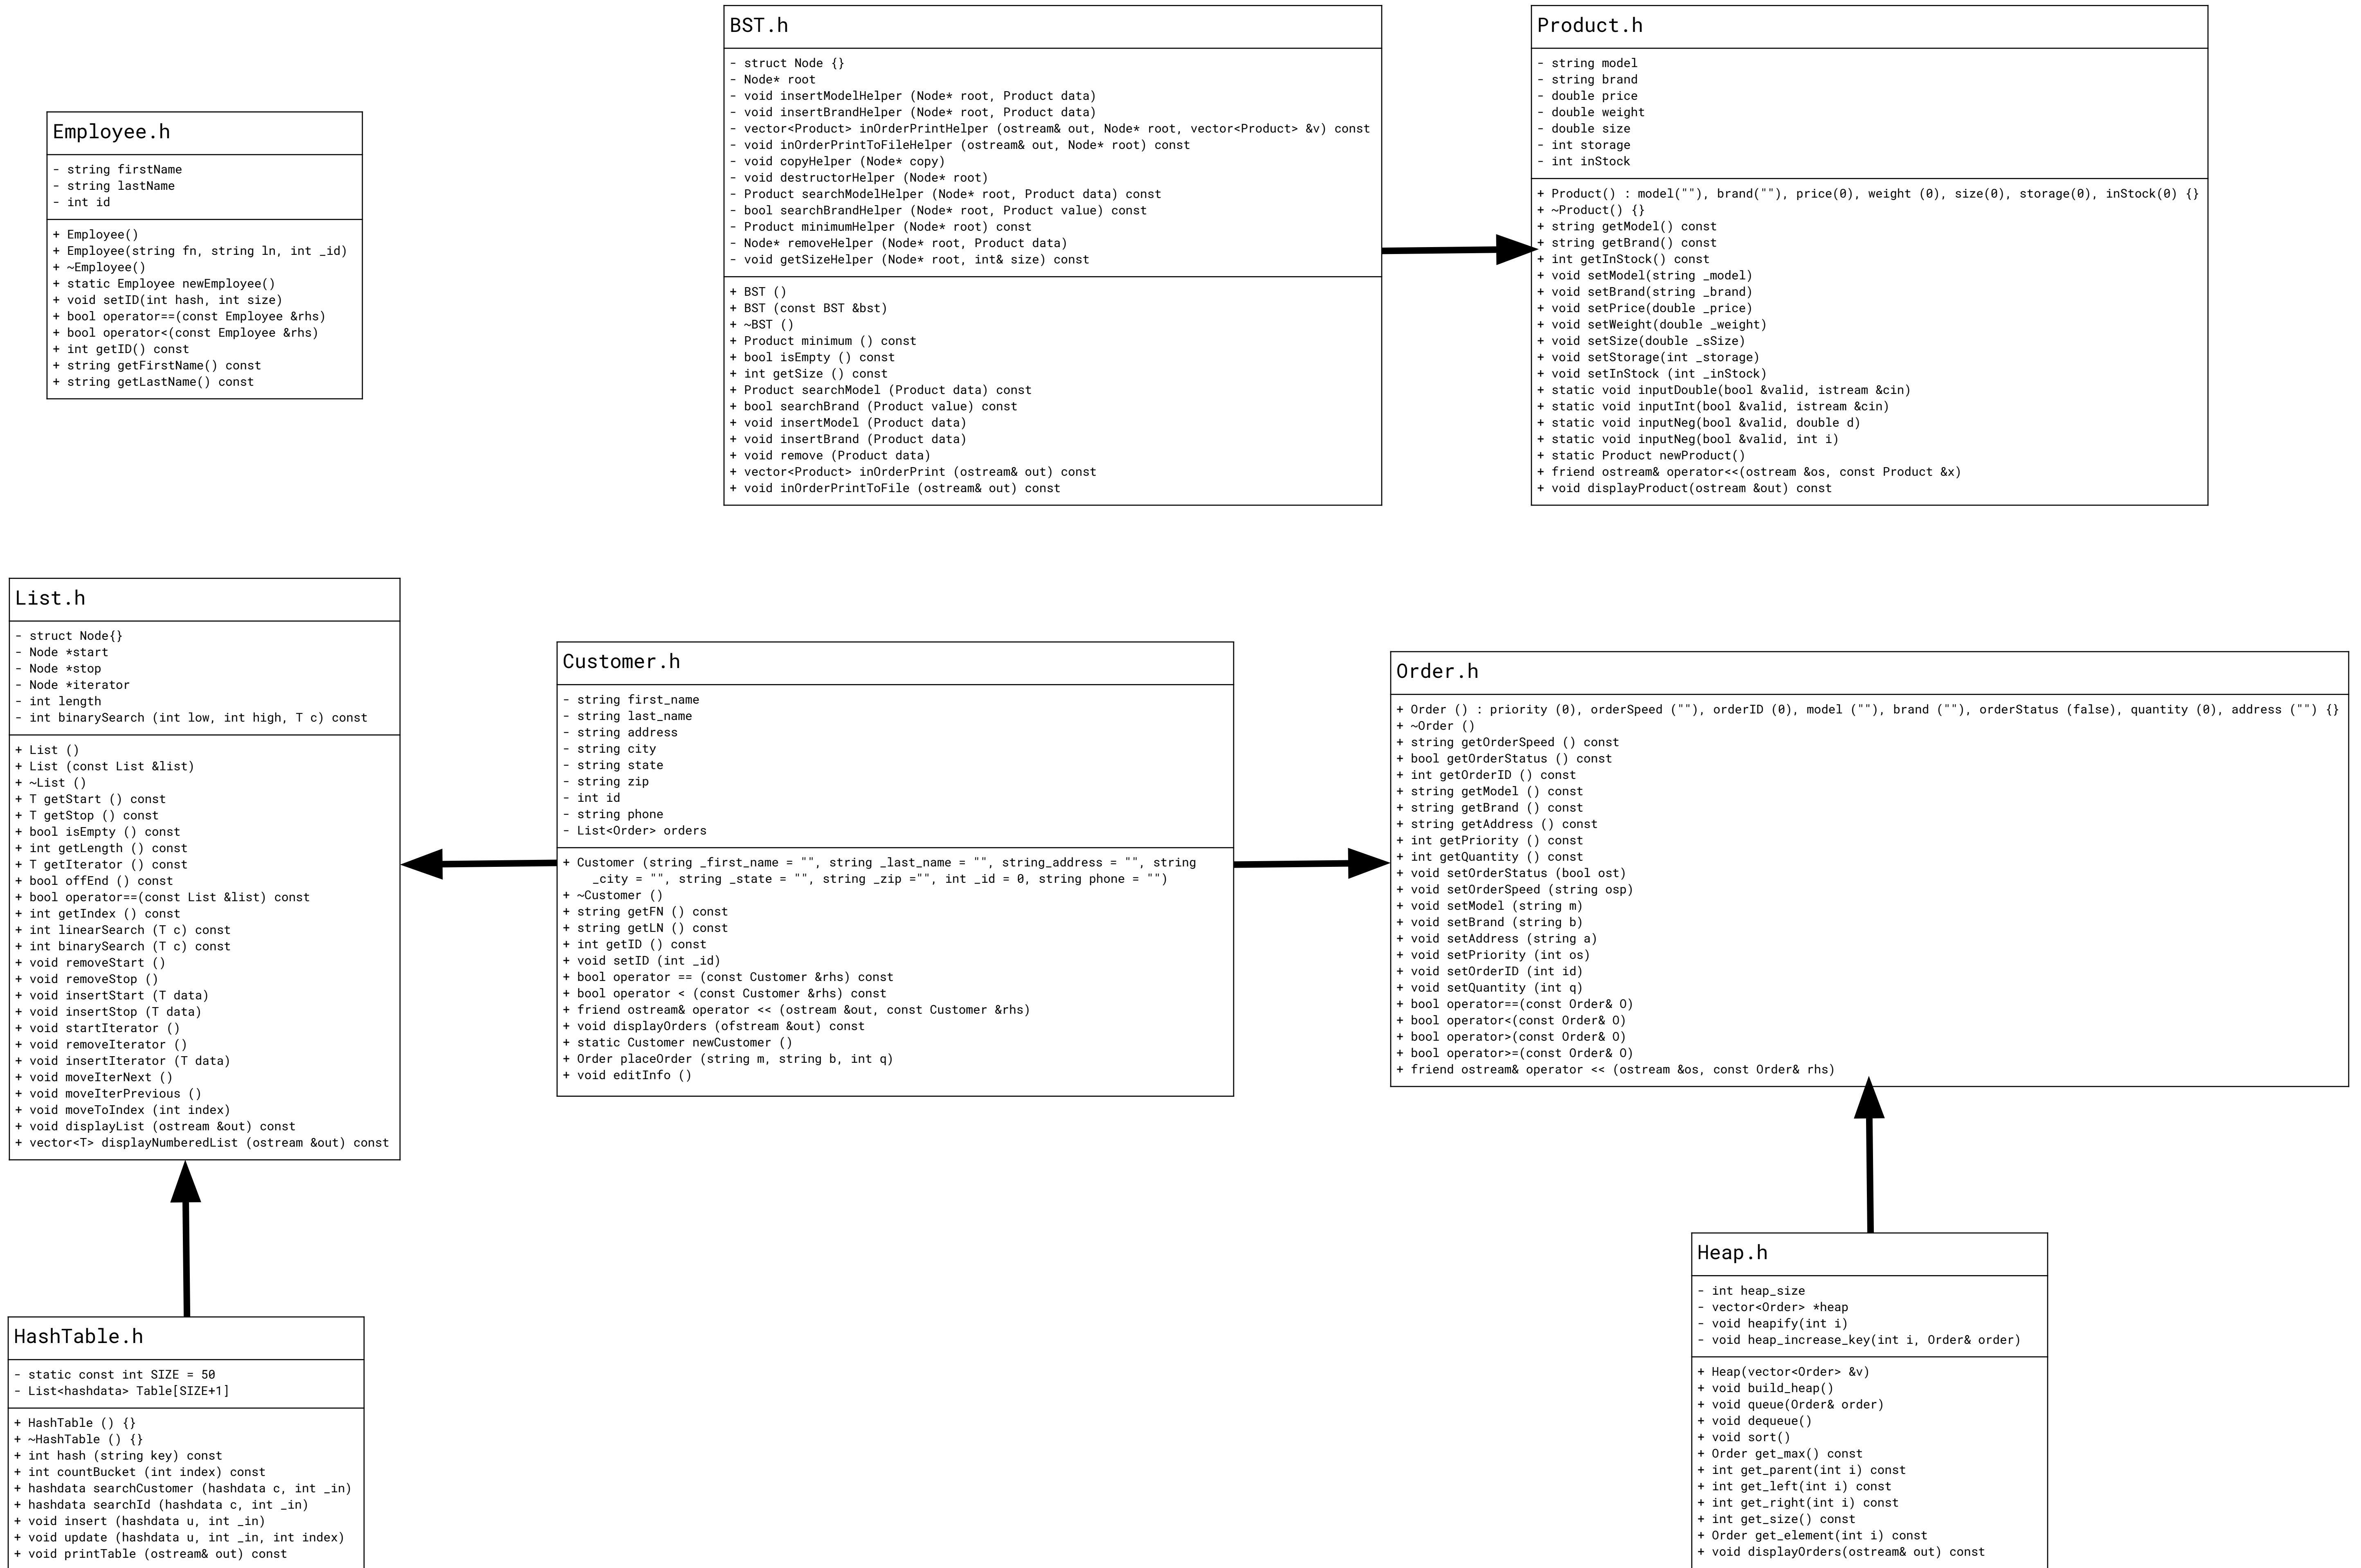 BST.h
- struct Node {}
- Node* root
- void insertModelHelper (Node* root, Product data)
- void insertBrandHelper (Node* root, Product data)
- vector<Product> inOrderPrintHelper (ostream& out, Node* root, vector<Product> &v) const
- void inOrderPrintToFileHelper (ostream& out, Node* root) const
- void copyHelper (Node* copy)
- void destructorHelper (Node* root)
- Product searchModelHelper (Node* root, Product data) const
- bool searchBrandHelper (Node* root, Product value) const
- Product minimumHelper (Node* root) const
- Node* removeHelper (Node* root, Product data)
- void getSizeHelper (Node* root, int& size) const
+ BST ()
+ BST (const BST &bst)
+ ~BST ()
+ Product minimum () const
+ bool isEmpty () const
+ int getSize () const
+ Product searchModel (Product data) const
+ bool searchBrand (Product value) const
+ void insertModel (Product data)
+ void insertBrand (Product data)
+ void remove (Product data)
+ vector<Product> inOrderPrint (ostream& out) const
+ void inOrderPrintToFile (ostream& out) const
Product.h
- string model
- string brand
- double price
- double weight
- double size
- int storage
- int inStock
+ Product() : model(""), brand(""), price(0), weight (0), size(0), storage(0), inStock(0) {}
+ ~Product() {}
+ string getModel() const
+ string getBrand() const
+ int getInStock() const
+ void setModel(string _model)
+ void setBrand(string _brand)
+ void setPrice(double _price)
+ void setWeight(double _weight)
+ void setSize(double _sSize)
+ void setStorage(int _storage)
+ void setInStock (int _inStock)
+ static void inputDouble(bool &valid, istream &cin)
+ static void inputInt(bool &valid, istream &cin)
+ static void inputNeg(bool &valid, double d)
+ static void inputNeg(bool &valid, int i)
+ static Product newProduct()
+ friend ostream& operator<<(ostream &os, const Product &x)
+ void displayProduct(ostream &out) const
Employee.h
- string firstName
- string lastName
- int id
+ Employee()
+ Employee(string fn, string ln, int _id)
+ ~Employee()
+ static Employee newEmployee()
+ void setID(int hash, int size)
+ bool operator==(const Employee &rhs)
+ bool operator<(const Employee &rhs)
+ int getID() const
+ string getFirstName() const
+ string getLastName() const
List.h
- struct Node{}
- Node *start
- Node *stop
- Node *iterator
- int length
- int binarySearch (int low, int high, T c) const
+ List ()
+ List (const List &list)
+ ~List ()
+ T getStart () const
+ T getStop () const
+ bool isEmpty () const
+ int getLength () const
+ T getIterator () const
+ bool offEnd () const
+ bool operator==(const List &list) const
+ int getIndex () const
+ int linearSearch (T c) const
+ int binarySearch (T c) const
+ void removeStart ()
+ void removeStop ()
+ void insertStart (T data)
+ void insertStop (T data)
+ void startIterator ()
+ void removeIterator ()
+ void insertIterator (T data)
+ void moveIterNext ()
+ void moveIterPrevious ()
+ void moveToIndex (int index)
+ void displayList (ostream &out) const
+ vector<T> displayNumberedList (ostream &out) const
Customer.h
- string first_name
- string last_name
- string address
- string city
- string state
- string zip
- int id
- string phone
- List<Order> orders
+ Customer (string _first_name = "", string _last_name = "", string_address = "", string
_city = "", string _state = "", string _zip ="", int _id = 0, string phone = "")
+ ~Customer ()
+ string getFN () const
+ string getLN () const
+ int getID () const
+ void setID (int _id)
+ bool operator == (const Customer &rhs) const
+ bool operator < (const Customer &rhs) const
+ friend ostream& operator << (ostream &out, const Customer &rhs)
+ void displayOrders (ofstream &out) const
+ static Customer newCustomer ()
+ Order placeOrder (string m, string b, int q)
+ void editInfo ()
Order.h
+ Order () : priority (0), orderSpeed (""), orderID (0), model (""), brand (""), orderStatus (false), quantity (0), address ("") {}
+ ~Order ()
+ string getOrderSpeed () const
+ bool getOrderStatus () const
+ int getOrderID () const
+ string getModel () const
+ string getBrand () const
+ string getAddress () const
+ int getPriority () const
+ int getQuantity () const
+ void setOrderStatus (bool ost)
+ void setOrderSpeed (string osp)
+ void setModel (string m)
+ void setBrand (string b)
+ void setAddress (string a)
+ void setPriority (int os)
+ void setOrderID (int id)
+ void setQuantity (int q)
+ bool operator==(const Order& O)
+ bool operator<(const Order& O)
+ bool operator>(const Order& O)
+ bool operator>=(const Order& O)
+ friend ostream& operator << (ostream &os, const Order& rhs)
HashTable.h
- static const int SIZE = 50
- List<hashdata> Table[SIZE+1]
+ HashTable () {}
+ ~HashTable () {}
+ int hash (string key) const
+ int countBucket (int index) const
+ hashdata searchCustomer (hashdata c, int _in)
+ hashdata searchId (hashdata c, int _in)
+ void insert (hashdata u, int _in)
+ void update (hashdata u, int _in, int index)
+ void printTable (ostream& out) const
Heap.h
- int heap_size
- vector<Order> *heap
- void heapify(int i)
- void heap_increase_key(int i, Order& order)
+ Heap(vector<Order> &v)
+ void build_heap()
+ void queue(Order& order)
+ void dequeue()
+ void sort()
+ Order get_max() const
+ int get_parent(int i) const
+ int get_left(int i) const
+ int get_right(int i) const
+ int get_size() const
+ Order get_element(int i) const
+ void displayOrders(ostream& out) const